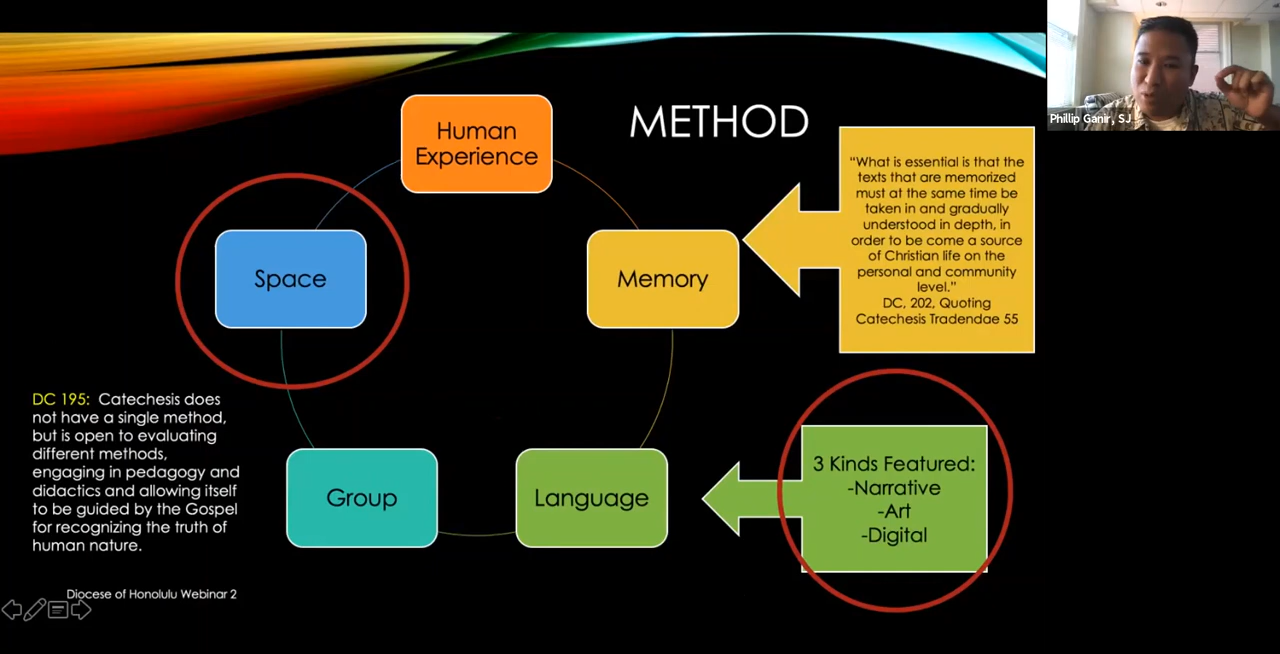 METHOD
Phillip Ganir, SJ
Human
Experience
Space
Memory
"What is essential is that the
texts that are memorized
must at the same time be
taken in and gradually
understood in depth, in
order to be come a source
of Christian life on the
personal and community
level."
DC, 202, Quoting
Catechesis Tradendae 55
DC 195: Catechesis does
not have a single method,
but is open to evaluating
different methods,
engaging in pedagogy and
didactics and allowing itself
to be guided by the Gospel
for recognizing the truth of
human nature.
Group
Language
3 Kinds Featured:
-Narrative
-Art
-Digital
Diocese of Honolulu Webinar 2